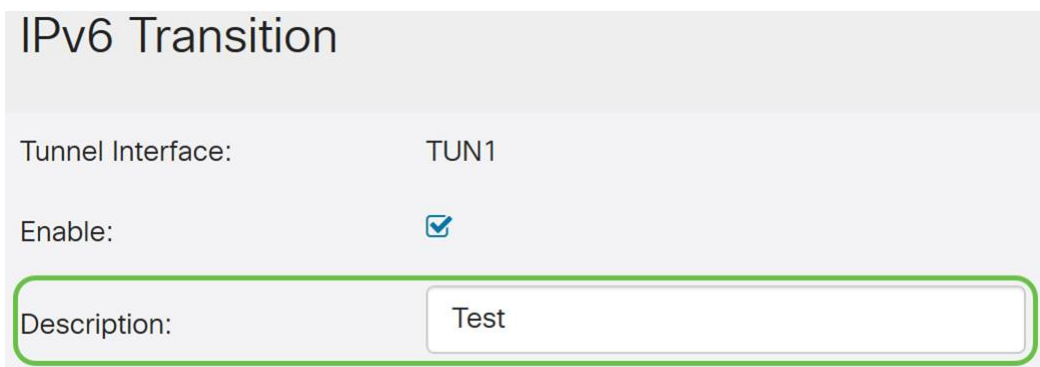 IPv6 Transition
Tunnel Interface: TUN1
Enable:
Description: Test